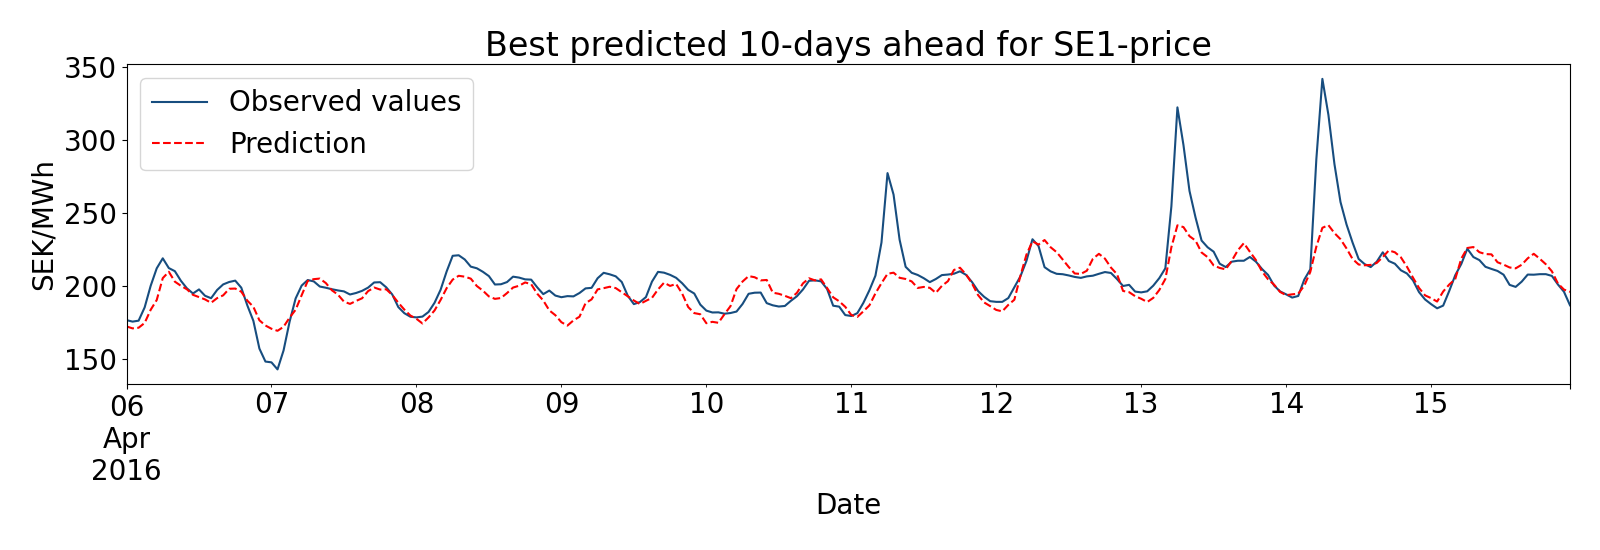 Best predicted 10-days ahead for SE1-price
350
300
250
200
150
SEK/MWh
Observed values
Prediction
06 07 08 09 10 11 12 13 14 15
Apr
2016
Date